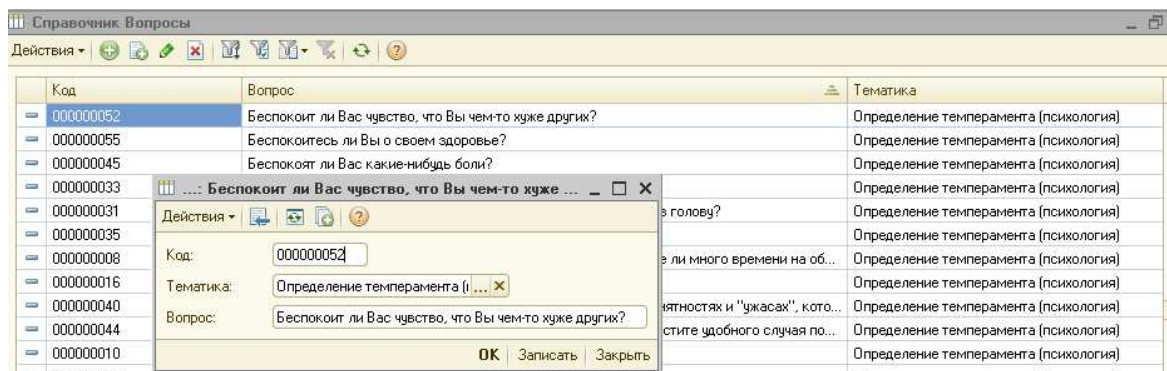 Справочник Вопросы
Действия
Код Вопрос Тематика
000000052 Беспокоит ли Вас чувство, что Вы чем-то хуже других? Определение темперамента (психология)
000000055 Беспокоитесь ли Вы о своем здоровье? Определение темперамента (психология)
000000045 Беспокоят ли Вас какие-нибудь боли? Определение темперамента (психология)
000000033 Определение темперамента (психология)
000000031 в голову? Определение темперамента (психология)
000000035 Определение темперамента (психология)
000000008 е ли много времени на об... Определение темперамента (психология)
000000016 Определение темперамента (психология)
000000040 иятностях и "ужасах", кото... Определение темперамента (психология)
000000044 стите удобного случая по... Определение темперамента (психология)
000000010 Определение темперамента (психология)
...: Беспокоит ли Вас чувство, что Вы чем-то хуже ...
Действия
Код: 000000052
Тематика: Определение темперамента (
Вопрос: Беспокоит ли Вас чувство, что Вы чем-то хуже других?
OK Записать Закрыть